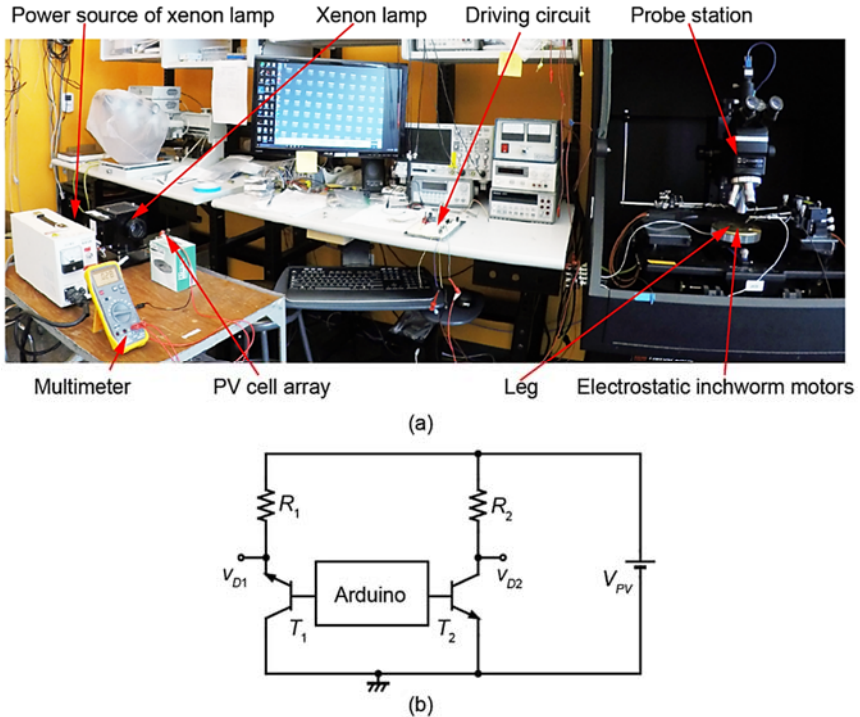 Power source of xenon lamp Xenon lamp Driving circuit Probe station
Multimeter PV cell array Leg Electrostatic inchworm motors
(a)
R1 R2
vD1 Arduino vD2 VPV
T1 T2
(b)